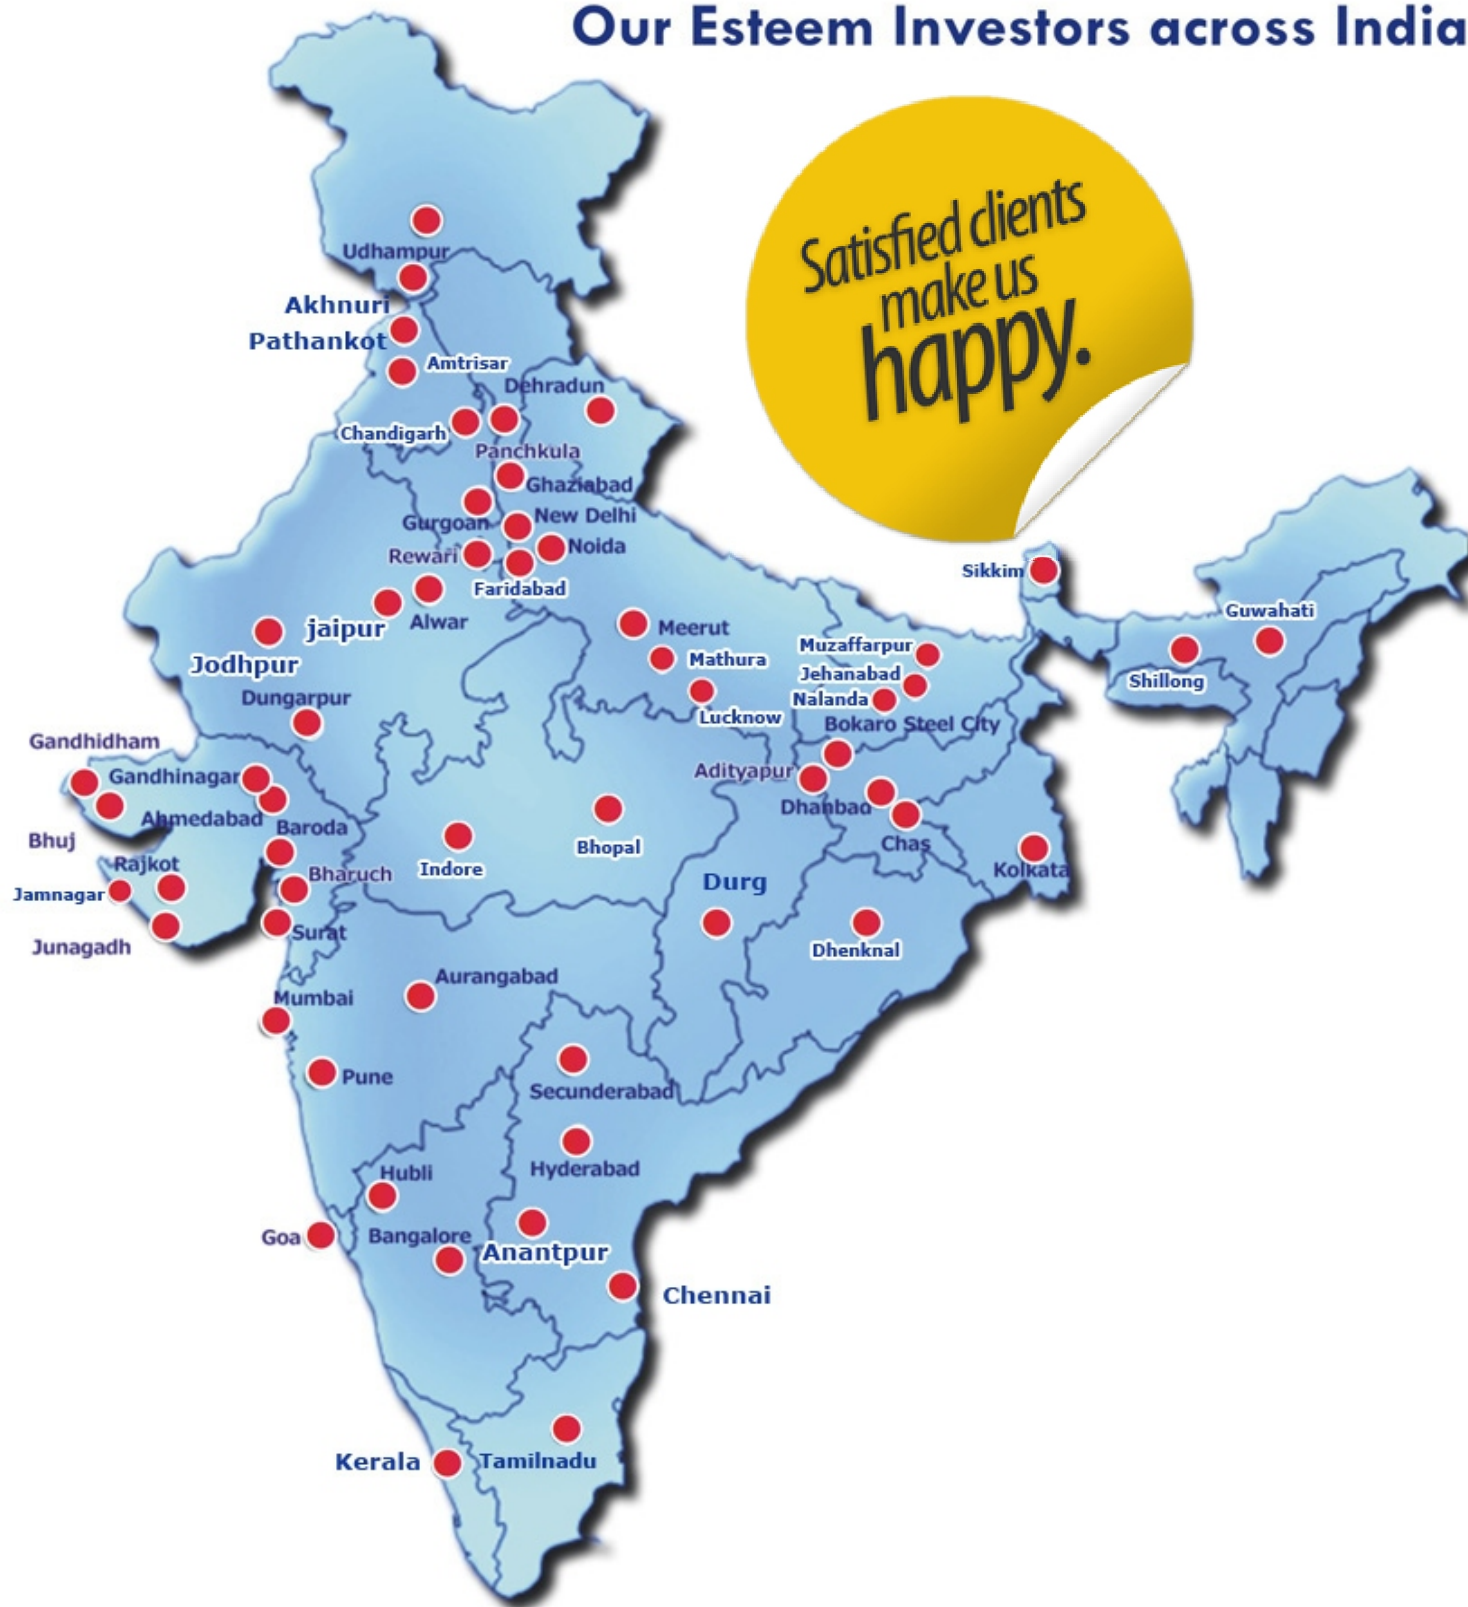 Our Esteem Investors across India
Satisfied clients
make us
happy.
Udhampur
Akhnuri
Pathankot
Amtrisar
Dehradun
Chandigarh
Panchkula
Ghaziabad
Gurgoan
New Delhi
Rewari
Noida
Faridabad
Sikkim
jaipur
Alwar
Guwahati
Meerut
Muzaffarpur
Mathura
Jodhpur
Jehanabad
Shillong
Dungarpur
Nalanda
Lucknow
Bokaro Steel City
Gandhidham
Gandhinagar
Adityapur
Dhanbad
Ahmedabad
Baroda
Bhuj
Chas
Bhopal
Rajkot
Indore
Kolkata
Bharuch
Durg
Jamnagar
Surat
Junagadh
Dhenknal
Aurangabad
Mumbai
Pune
Secunderabad
Hyderabad
Hubli
Goa
Bangalore
Anantpur
Chennai
Kerala
Tamilnadu